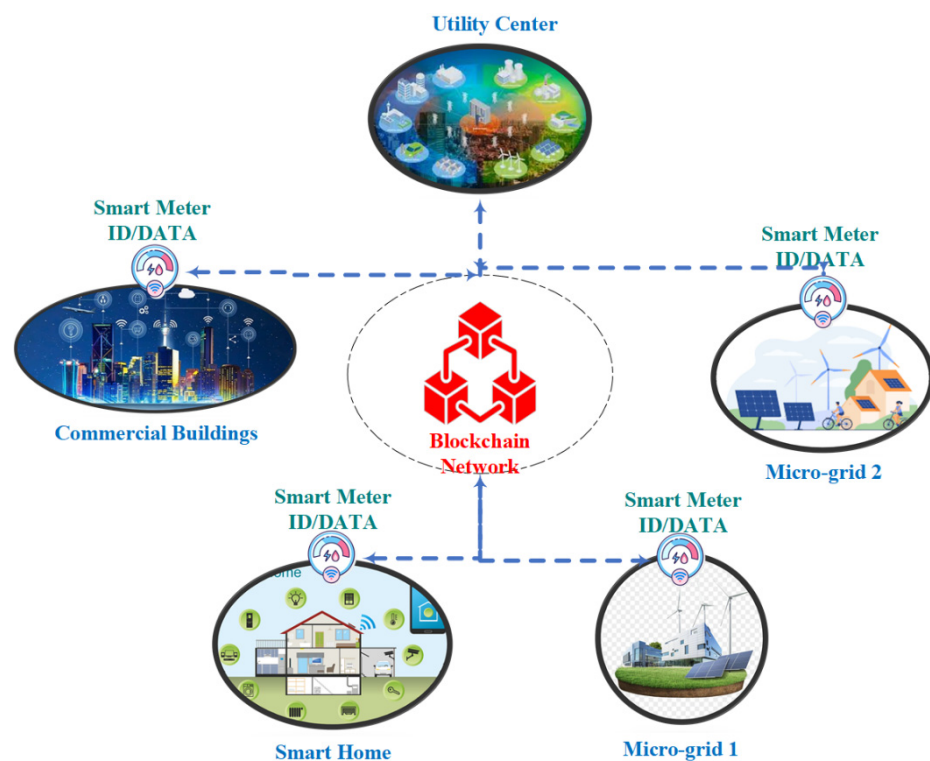 Utility Center
Smart Meter
ID/DATA
Smart Meter
ID/DATA
Commercial Buildings
Blockchain
Network
Micro-grid 2
Smart Meter
ID/DATA
Smart Meter
ID/DATA
ome
Smart Home
Micro-grid 1